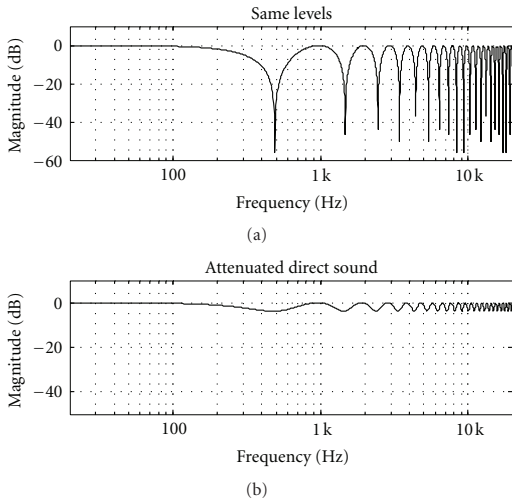 Same levels
0
−20
−40
−60
Magnitude (dB)
100
1 k
10 k
Frequency (Hz)
(a)
Attenuated direct sound
0
−20
−40
Magnitude (dB)
100
1 k
10 k
Frequency (Hz)
(b)